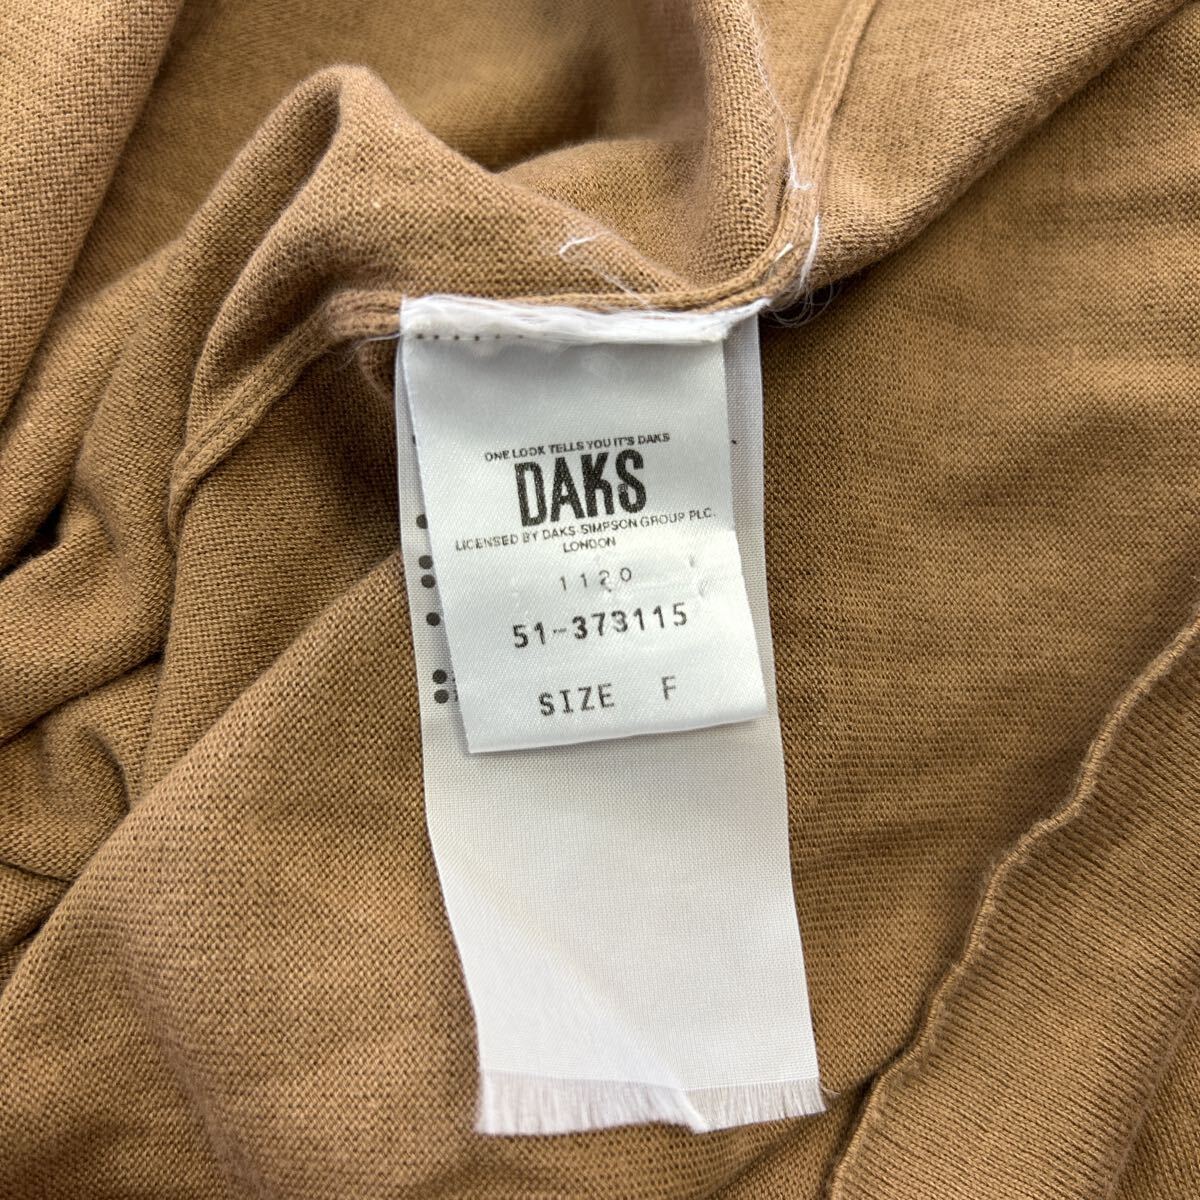 ONE LOOK TELLS YOU IT'S DAKS
DAKS
LICENSED BY DAKS-SIMPSON GROUP PLC.
LONDON
1120
51-373115
SIZE F